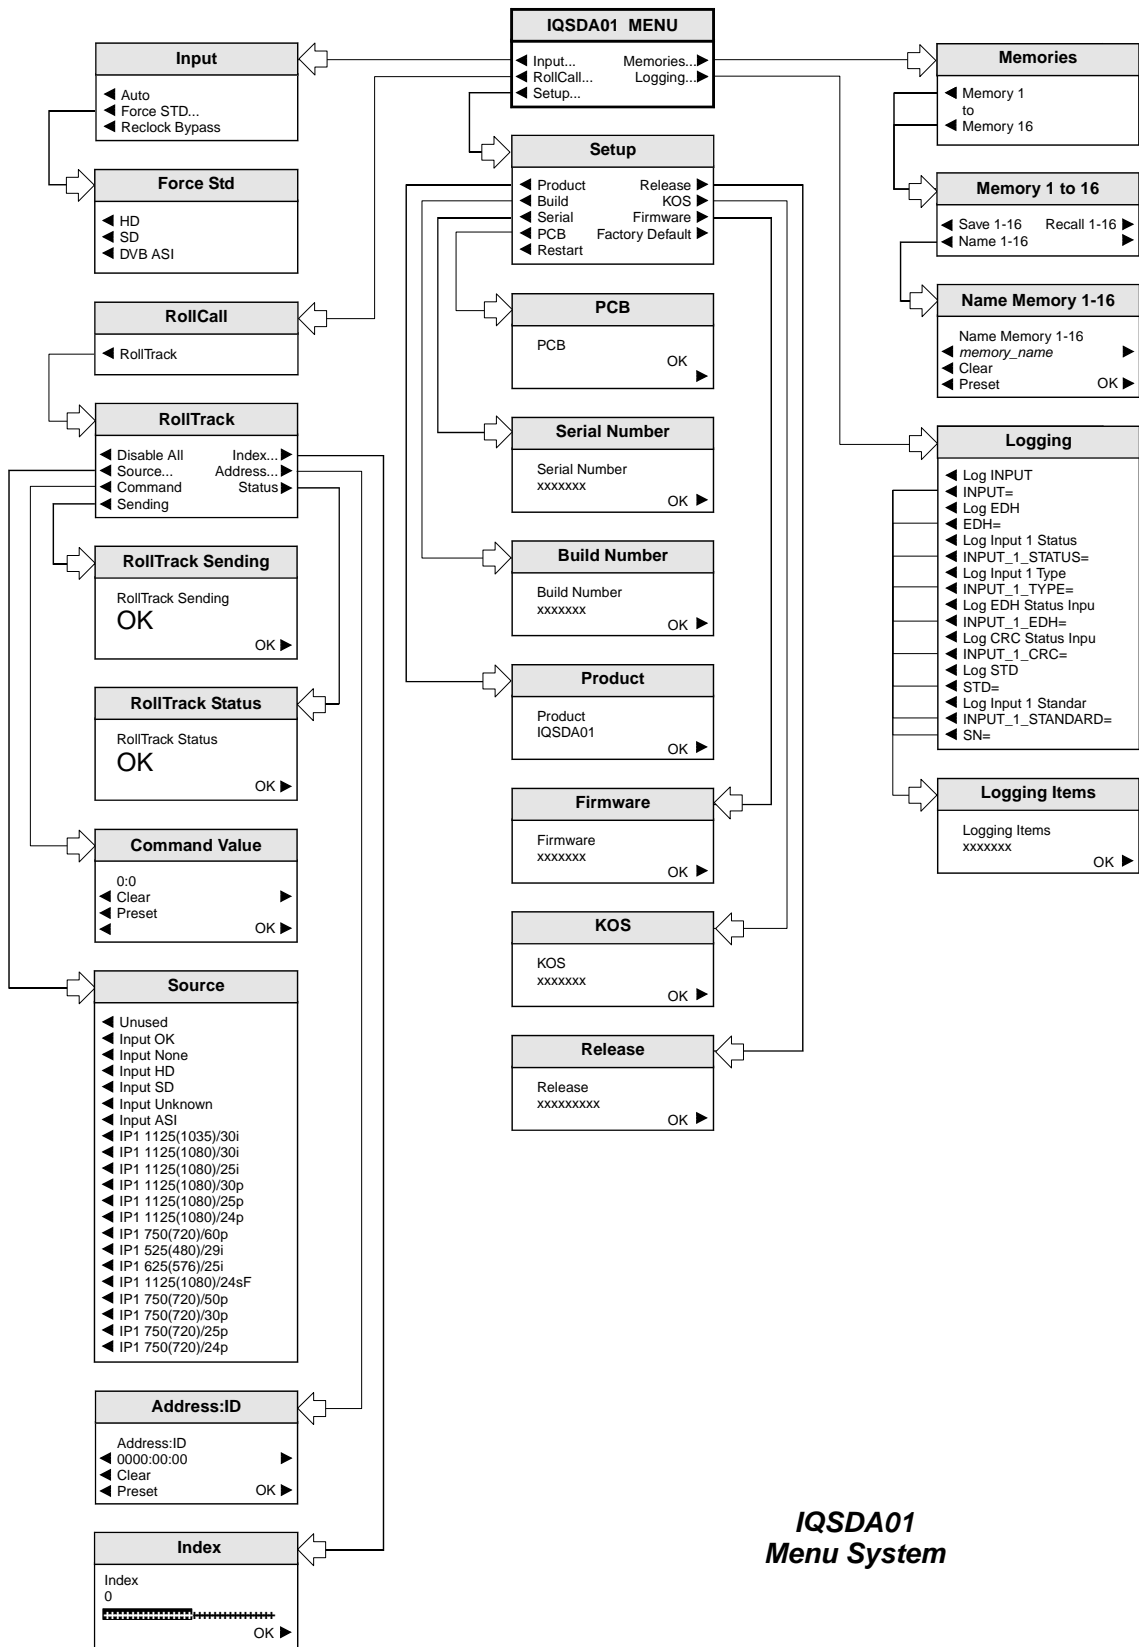 IQSDA01 MENU
Input... Memories...
RollCall... Logging...
Setup...
Input
Auto
Force STD...
Reclock Bypass
Force Std
HD
SD
DVB ASI
RollCall
RollTrack
RollTrack
Disable All Index...
Source... Address...
Command Status
Sending
RollTrack Sending
RollTrack Sending
OK
OK
RollTrack Status
RollTrack Status
OK
OK
Command Value
0:0
Clear
Preset
OK
Source
Unused
Input OK
Input None
Input HD
Input SD
Input Unknown
Input ASI
IP1 1125(1035)/30i
IP1 1125(1080)/30i
IP1 1125(1080)/25i
IP1 1125(1080)/30p
IP1 1125(1080)/25p
IP1 1125(1080)/24p
IP1 750(720)/60p
IP1 525(480)/29i
IP1 625(576)/25i
IP1 1125(1080)/24sF
IP1 750(720)/50p
IP1 750(720)/30p
IP1 750(720)/25p
IP1 750(720)/24p
Address:ID
Address:ID
0000:00:00
Clear
Preset OK
Index
Index
0
OK
Setup
Product Release
Build KOS
Serial Firmware
PCB Factory Default
Restart
PCB
PCB
OK
Serial Number
Serial Number
xxxxxxx
OK
Build Number
Build Number
xxxxxxx
OK
Product
Product
IQSDA01
OK
Firmware
Firmware
xxxxxxx
OK
KOS
KOS
xxxxxxx
OK
Release
Release
xxxxxxxxx
OK
Memories
Memory 1
to
Memory 16
Memory 1 to 16
Save 1-16 Recall 1-16
Name 1-16
Name Memory 1-16
Name Memory 1-16
memory_name
Clear
Preset OK
Logging
Log INPUT
INPUT=
Log EDH
EDH=
Log Input 1 Status
INPUT_1_STATUS=
Log Input 1 Type
INPUT_1_TYPE=
Log EDH Status Inpu
INPUT_1_EDH=
Log CRC Status Inpu
INPUT_1_CRC=
Log STD
STD=
Log Input 1 Standar
INPUT_1_STANDARD=
SN=
Logging Items
Logging Items
xxxxxxx
OK
IQSDA01
Menu System